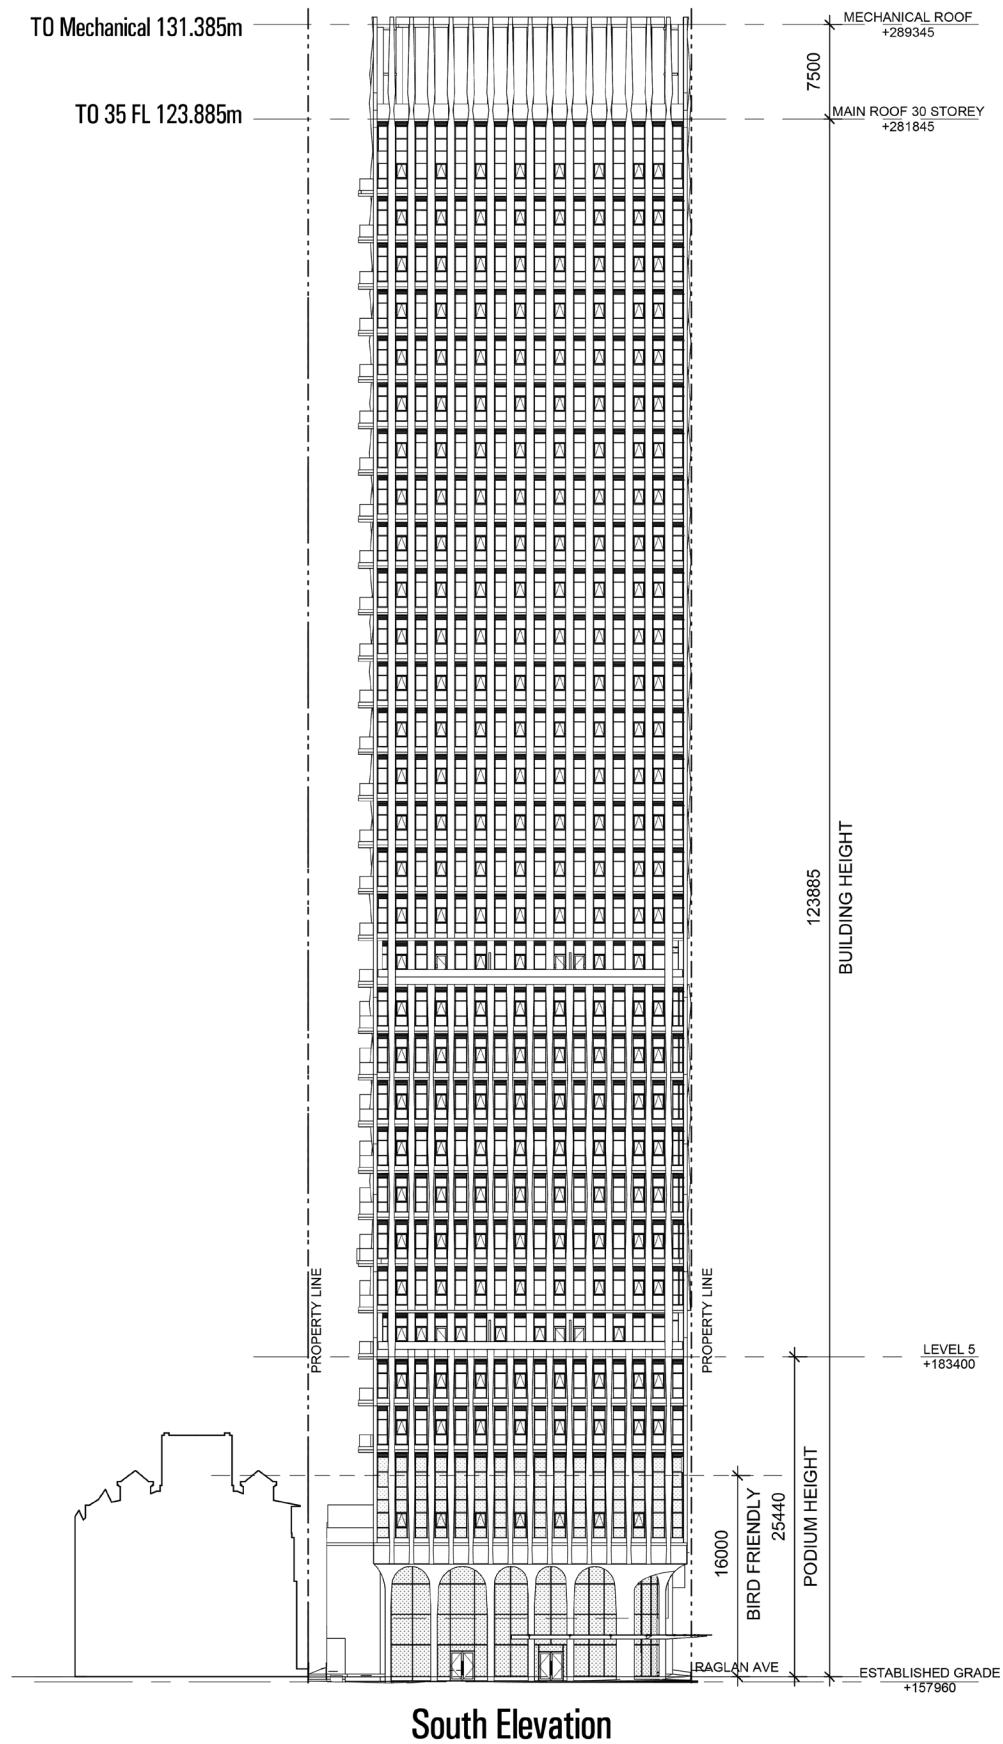 TO Mechanical 131.385m
MECHANICAL ROOF
+289345
7500
TO 35 FL 123.885m
MAIN ROOF 30 STOREY
+281845
123885
BUILDING HEIGHT
PROPERTY LINE
PROPERTY LINE
LEVEL 5
+183400
16000
BIRD FRIENDLY
25440
PODIUM HEIGHT
RAGLAN AVE
ESTABLISHED GRADE
+157960
South Elevation